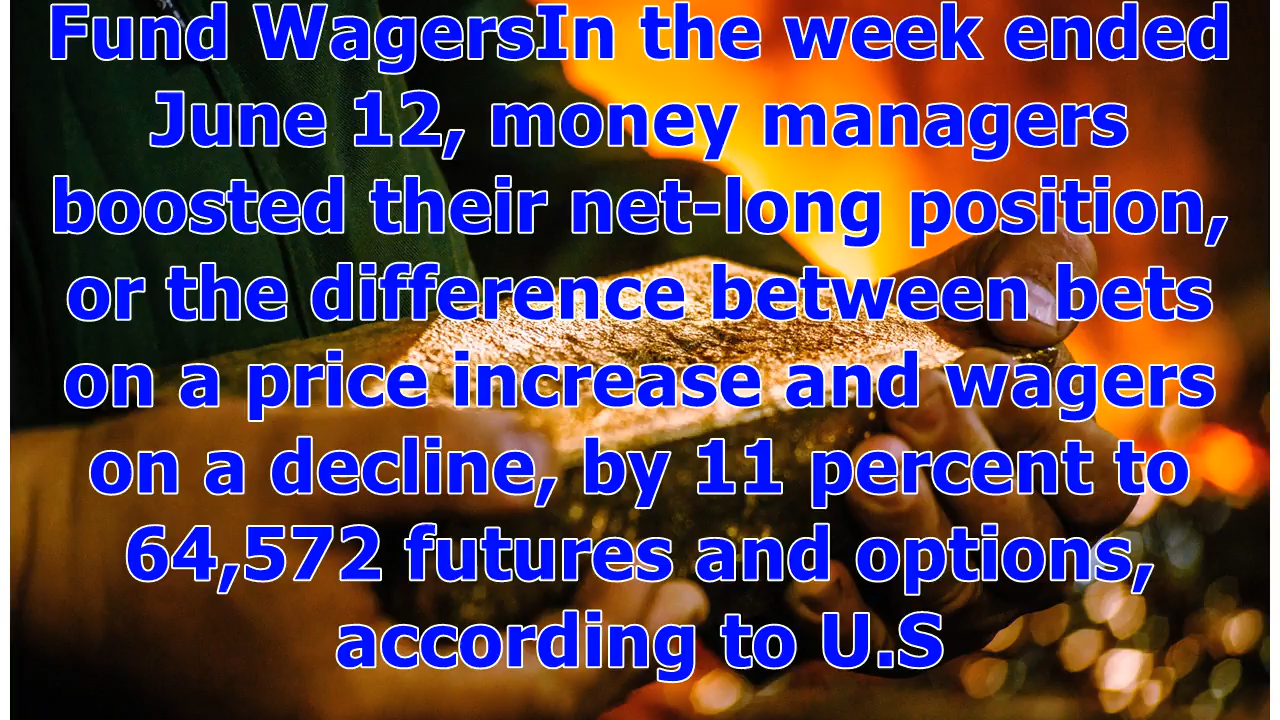 Fund WagersIn the week ended
June 12, money managers
boosted their net-long position,
or the difference between bets
on a price increase and wagers
on a decline, by 11 percent to
64,572 futures and options,
according to U.S